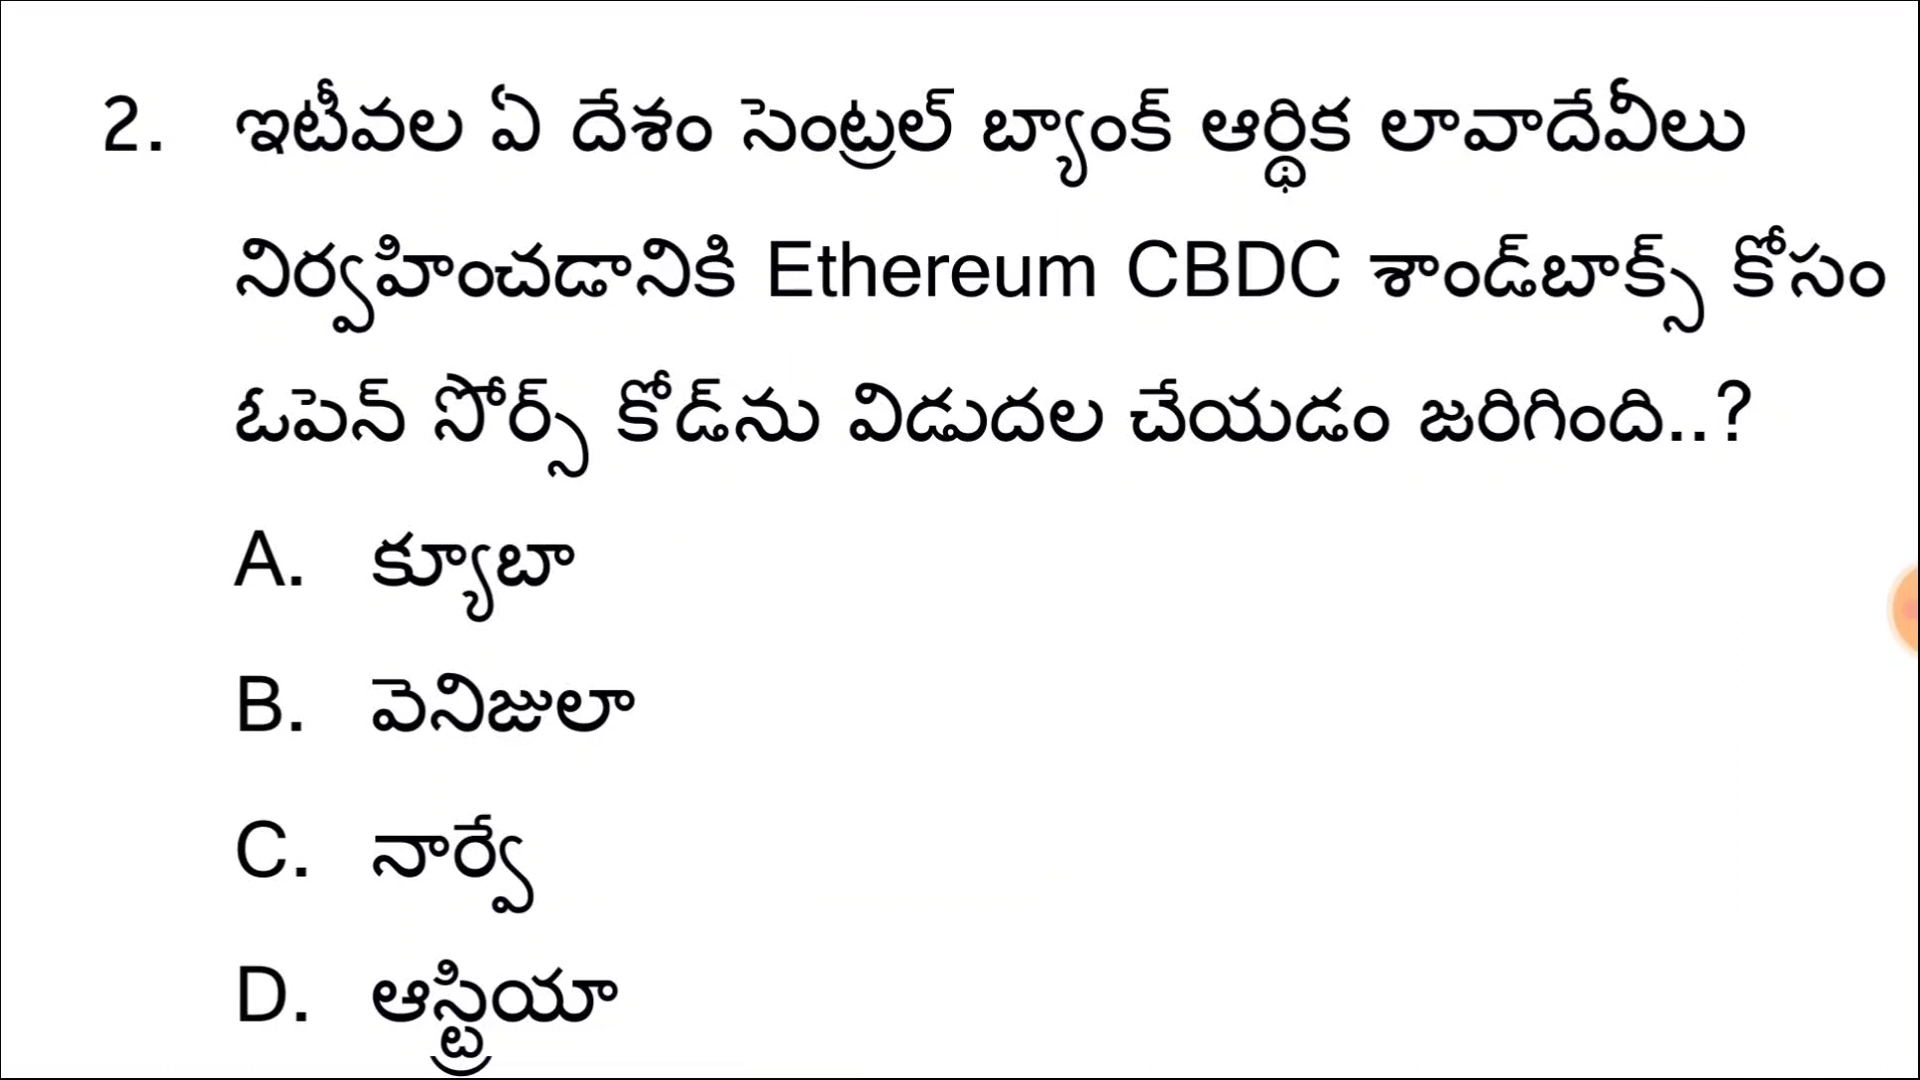 2. ఇటీవల ఏ దేశం సెంట్రల్ బ్యాంక్ ఆర్థిక లావాదేవీలు
నిర్వహించడానికి Ethereum CBDC శాండ్‌బాక్స్ కోసం
ఓపెన్ సోర్స్ కోడ్‌ను విడుదల చేయడం జరిగింది..?
A. క్యూబా
B. వెనిజులా
C. నార్వే
D. ఆస్ట్రియా